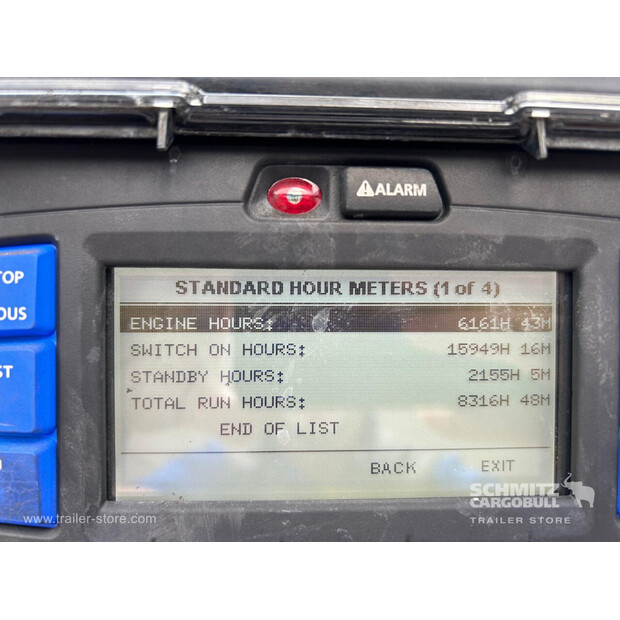 ALARM
TOP
OUS
ST
STANDARD HOUR METERS (1 of 4)
ENGINE HOURS: 6161H 43M
SWITCH ON HOURS: 15949H 16M
STANDBY HOURS: 2155H 5M
TOTAL RUN HOURS: 8316H 48M
END OF LIST
BACK EXIT
SCHMITZ
CARGOBULL
TRAILER STORE
www.trailer-store.com